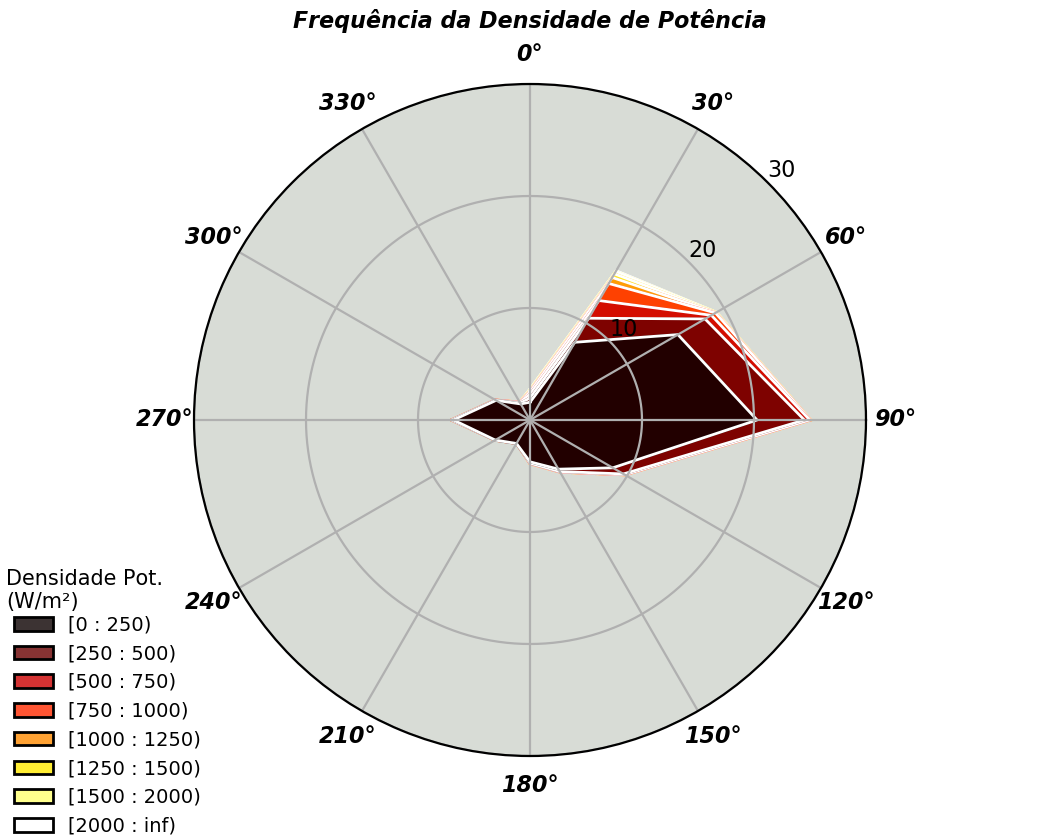 Frequência da Densidade de Potência
0°
330°
30°
30
300°
60°
20
10
270°
90°
240°
120°
210°
150°
180°
Densidade Pot.
(W/m²)
[0 : 250)
[250 : 500)
[500 : 750)
[750 : 1000)
[1000 : 1250)
[1250 : 1500)
[1500 : 2000)
[2000 : inf)